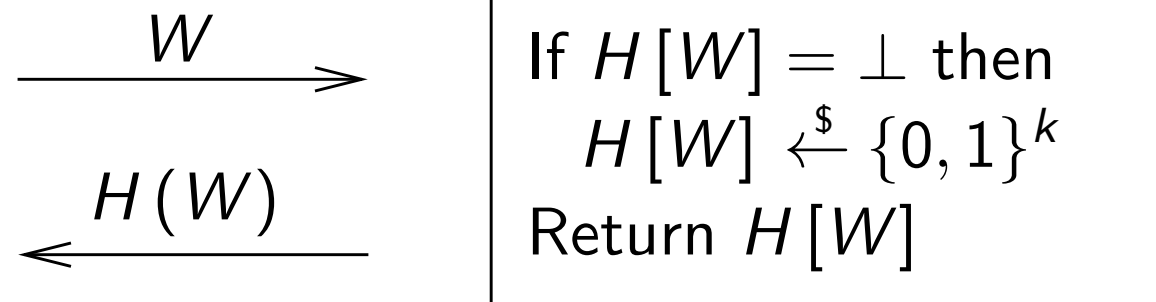 W
H(W)
If H[W] = ⊥ then
H[W] ←$ {0, 1}^k
Return H[W]